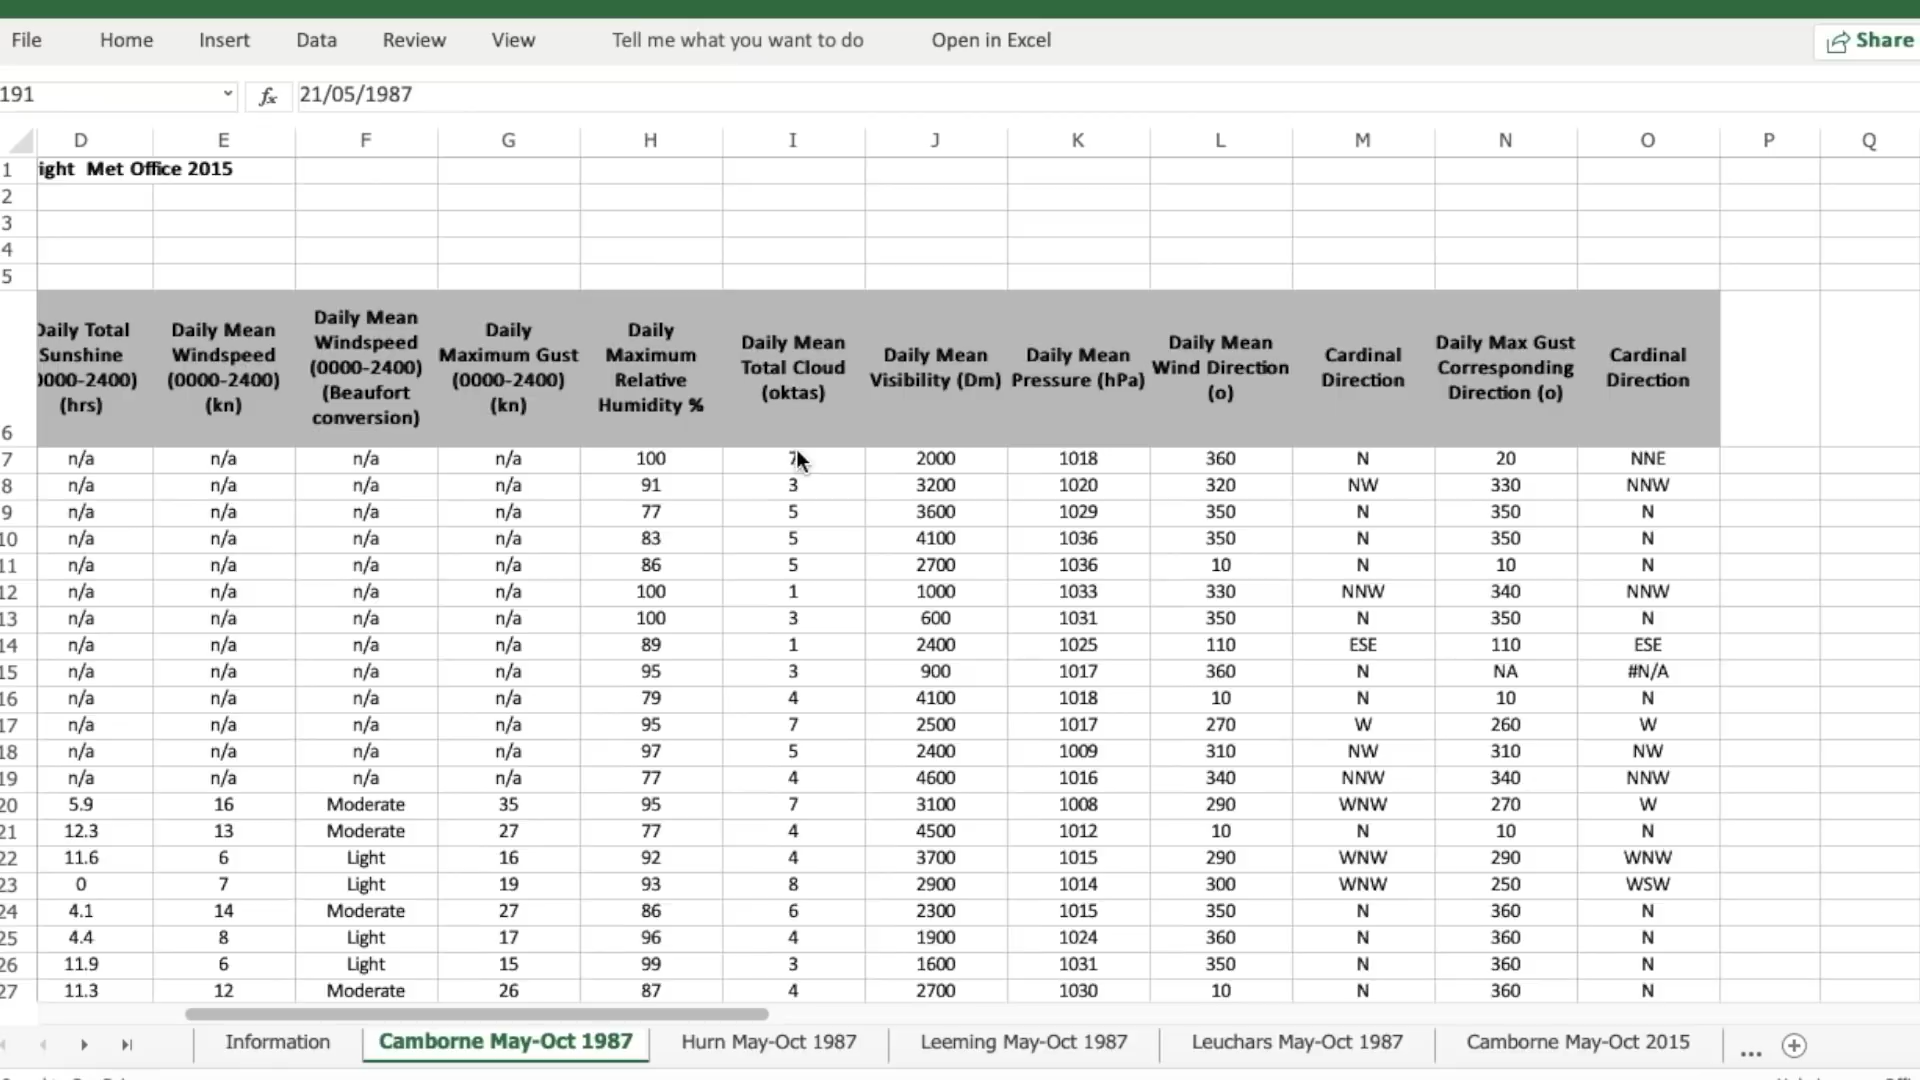 File Home Insert Data Review View Tell me what you want to do Open in Excel Share
191 fx 21/05/1987
D E F G H I J K L M N O P Q
1 ight Met Office 2015
2
3
4
5
6 Daily Total Sunshine 0000-2400) (hrs) Daily Mean Windspeed (0000-2400) (kn) Daily Mean Windspeed (0000-2400) (Beaufort conversion) Daily Maximum Gust (0000-2400) (kn) Daily Maximum Relative Humidity % Daily Mean Total Cloud (oktas) Daily Mean Visibility (Dm) Daily Mean Pressure (hPa) Daily Mean Wind Direction (o) Cardinal Direction Daily Max Gust Corresponding Direction (o) Cardinal Direction
7 n/a n/a n/a n/a 100 7 2000 1018 360 N 20 NNE
8 n/a n/a n/a n/a 91 3 3200 1020 320 NW 330 NNW
9 n/a n/a n/a n/a 77 5 3600 1029 350 N 350 N
10 n/a n/a n/a n/a 83 5 4100 1036 350 N 350 N
11 n/a n/a n/a n/a 86 5 2700 1036 10 N 10 N
12 n/a n/a n/a n/a 100 1 1000 1033 330 NNW 340 NNW
13 n/a n/a n/a n/a 100 3 600 1031 350 N 350 N
14 n/a n/a n/a n/a 89 1 2400 1025 110 ESE 110 ESE
15 n/a n/a n/a n/a 95 3 900 1017 360 N NA #N/A
16 n/a n/a n/a n/a 79 4 4100 1018 10 N 10 N
17 n/a n/a n/a n/a 95 7 2500 1017 270 W 260 W
18 n/a n/a n/a n/a 97 5 2400 1009 310 NW 310 NW
19 n/a n/a n/a n/a 77 4 4600 1016 340 NNW 340 NNW
20 5.9 16 Moderate 35 95 7 3100 1008 290 WNW 270 W
21 12.3 13 Moderate 27 77 4 4500 1012 10 N 10 N
22 11.6 6 Light 16 92 4 3700 1015 290 WNW 290 WNW
23 0 7 Light 19 93 8 2900 1014 300 WNW 250 WSW
24 4.1 14 Moderate 27 86 6 2300 1015 350 N 360 N
25 4.4 8 Light 17 96 4 1900 1024 360 N 360 N
26 11.9 6 Light 15 99 3 1600 1031 350 N 360 N
27 11.3 12 Moderate 26 87 4 2700 1030 10 N 360 N
Information Camborne May-Oct 1987 Hurn May-Oct 1987 Leeming May-Oct 1987 Leuchars May-Oct 1987 Camborne May-Oct 2015 ...